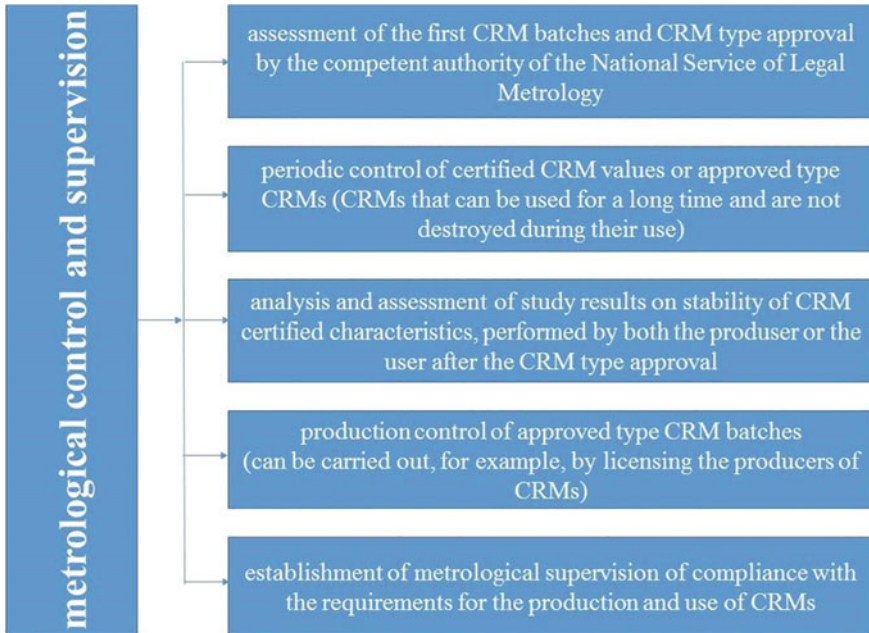 metrological control and supervision
assessment of the first CRM batches and CRM type approval
by the competent authority of the National Service of Legal
Metrology
periodic control of certified CRM values or approved type
CRMs (CRMs that can be used for a long time and are not
destroyed during their use)
analysis and assessment of study results on stability of CRM
certified characteristics, performed by both the produser or the
user after the CRM type approval
production control of approved type CRM batches
(can be carried out, for example, by licensing the producers of
CRMs)
establishment of metrological supervision of compliance with
the requirements for the production and use of CRMs